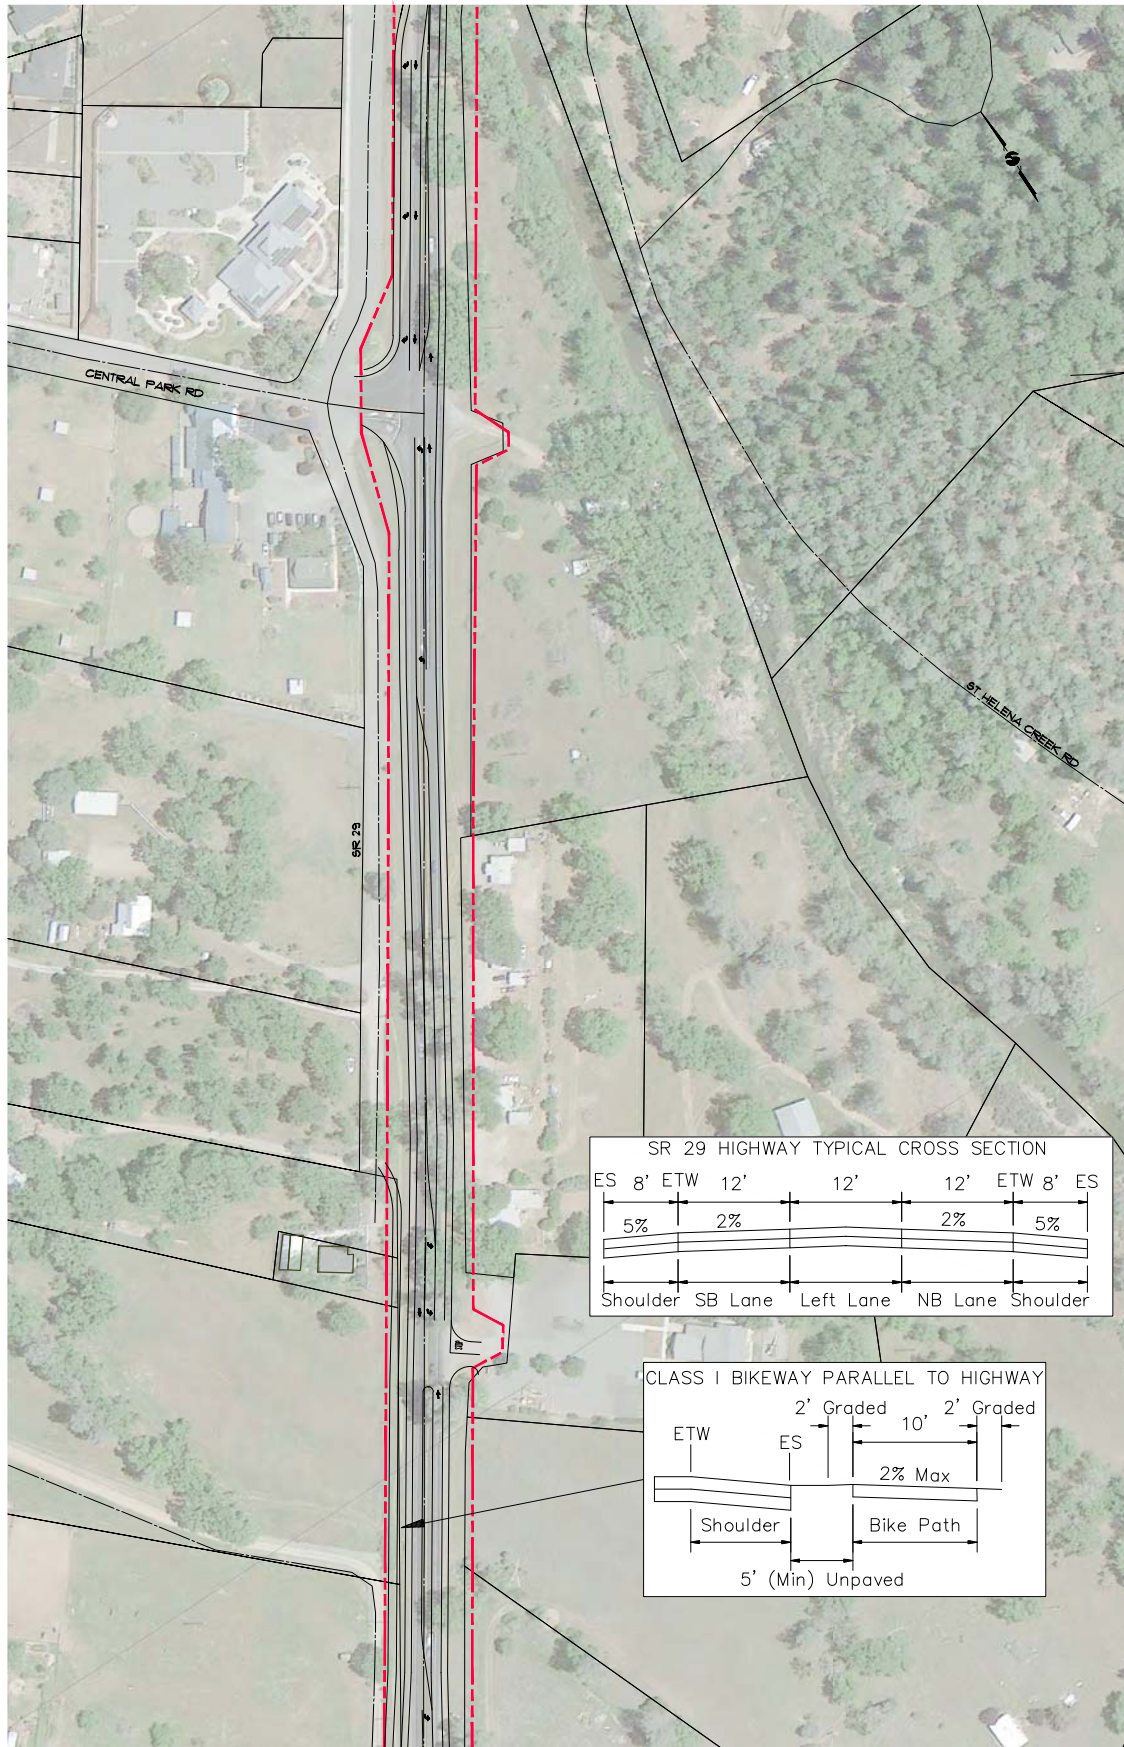 CENTRAL PARK RD
ST HELENA CREEK RD
SR 29
SR 29 HIGHWAY TYPICAL CROSS SECTION
ES 8' ETW 12' 12' 12' ETW 8' ES
5% 2% 2% 5%
Shoulder SB Lane Left Lane NB Lane Shoulder
CLASS I BIKEWAY PARALLEL TO HIGHWAY
2' Graded 2' Graded
10'
ETW
ES
2% Max
Shoulder Bike Path
5' (Min) Unpaved